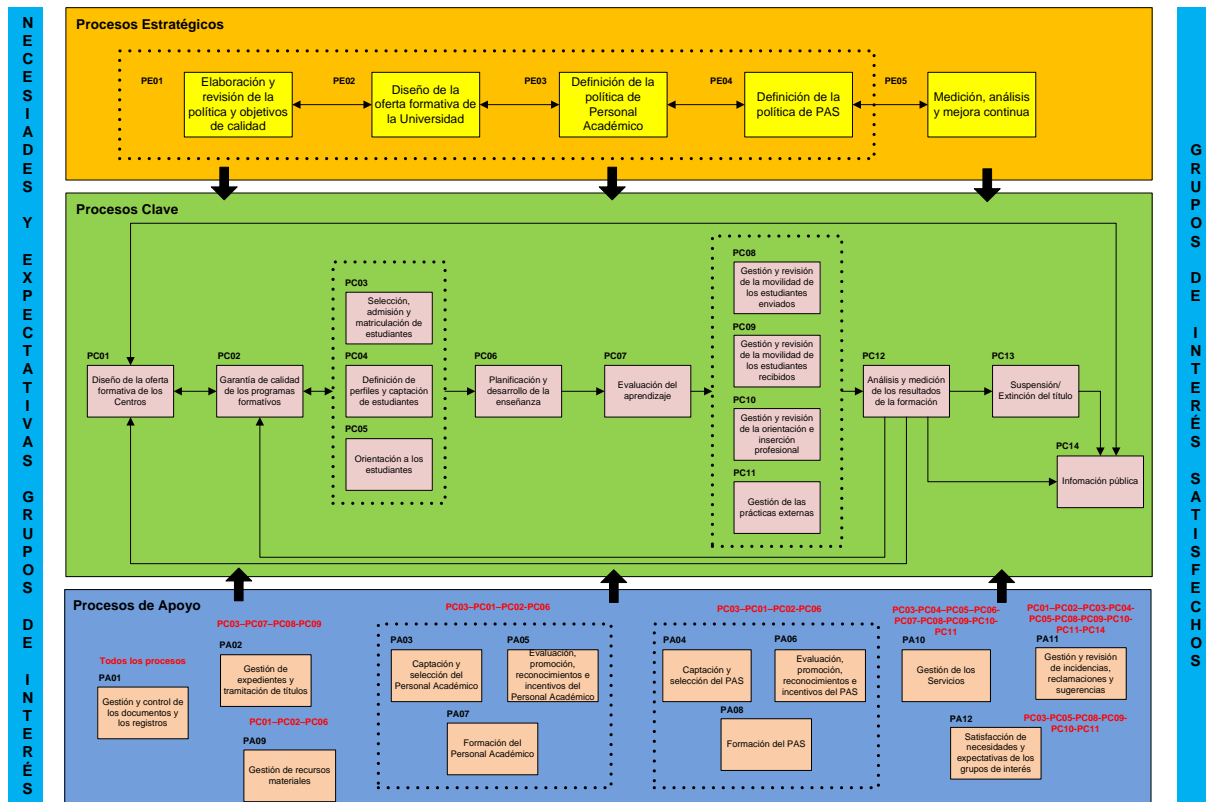 NECESIADES Y EXPECTATIVAS GRUPOS DE INTERÉS
Procesos Estratégicos
PE01
Elaboración y
revisión de la
política y objetivos
de calidad
PE02
Diseño de la
oferta formativa de
la Universidad
PE03
Definición de la
política de
Personal
Académico
PE04
Definición de la
política de PAS
PE05
Medición, análisis
y mejora continua
Procesos Clave
PC01
Diseño de la oferta
formativa de los
Centros
PC02
Garantía de calidad
de los programas
formativos
PC03
Selección,
admisión y
matriculación de
estudiantes
PC04
Definición de
perfiles y captación
de estudiantes
PC05
Orientación a los
estudiantes
PC06
Planificación y
desarrollo de la
enseñanza
PC07
Evaluación del
aprendizaje
PC08
Gestión y revisión
de la movilidad de
los estudiantes
enviados
PC09
Gestión y revisión
de la movilidad de
los estudiantes
recibidos
PC10
Gestión y revisión
de la orientación e
inserción
profesional
PC11
Gestión de las
prácticas externas
PC12
Análisis y medición
de los resultados
de la formación
PC13
Suspensión/
Extinción del título
PC14
Infomación pública
Procesos de Apoyo
Todos los procesos
PA01
Gestión y control de
los documentos y
los registros
PC03–PC07–PC08-PC09
PA02
Gestión de
expedientes y
tramitación de títulos
PC01–PC02–PC06
PA09
Gestión de recursos
materiales
PC03–PC01–PC02-PC06
PA03
Captación y
selección del
Personal Académico
PA05
Evaluación,
promoción,
reconocimientos e
incentivos del
Personal Académico
PA07
Formación del
Personal Académico
PC03–PC01–PC02-PC06
PA04
Captación y
selección del PAS
PA06
Evaluación,
promoción,
reconocimientos e
incentivos del PAS
PA08
Formación del PAS
PC03-PC04–PC05–PC06-
PC07-PC08-PC09-PC10-
PC11
PA10
Gestión de los
Servicios
PC01–PC02–PC03-PC04-
PC05-PC08-PC09-PC10-
PC11-PC14
PA11
Gestión y revisión
de incidencias,
reclamaciones y
sugerencias
PA12
Satisfacción de
necesidades y
expectativas de los
grupos de interés
PC03-PC05-PC08-PC09-
PC10-PC11
GRUPOS DE INTERÉS SATISFECHOS